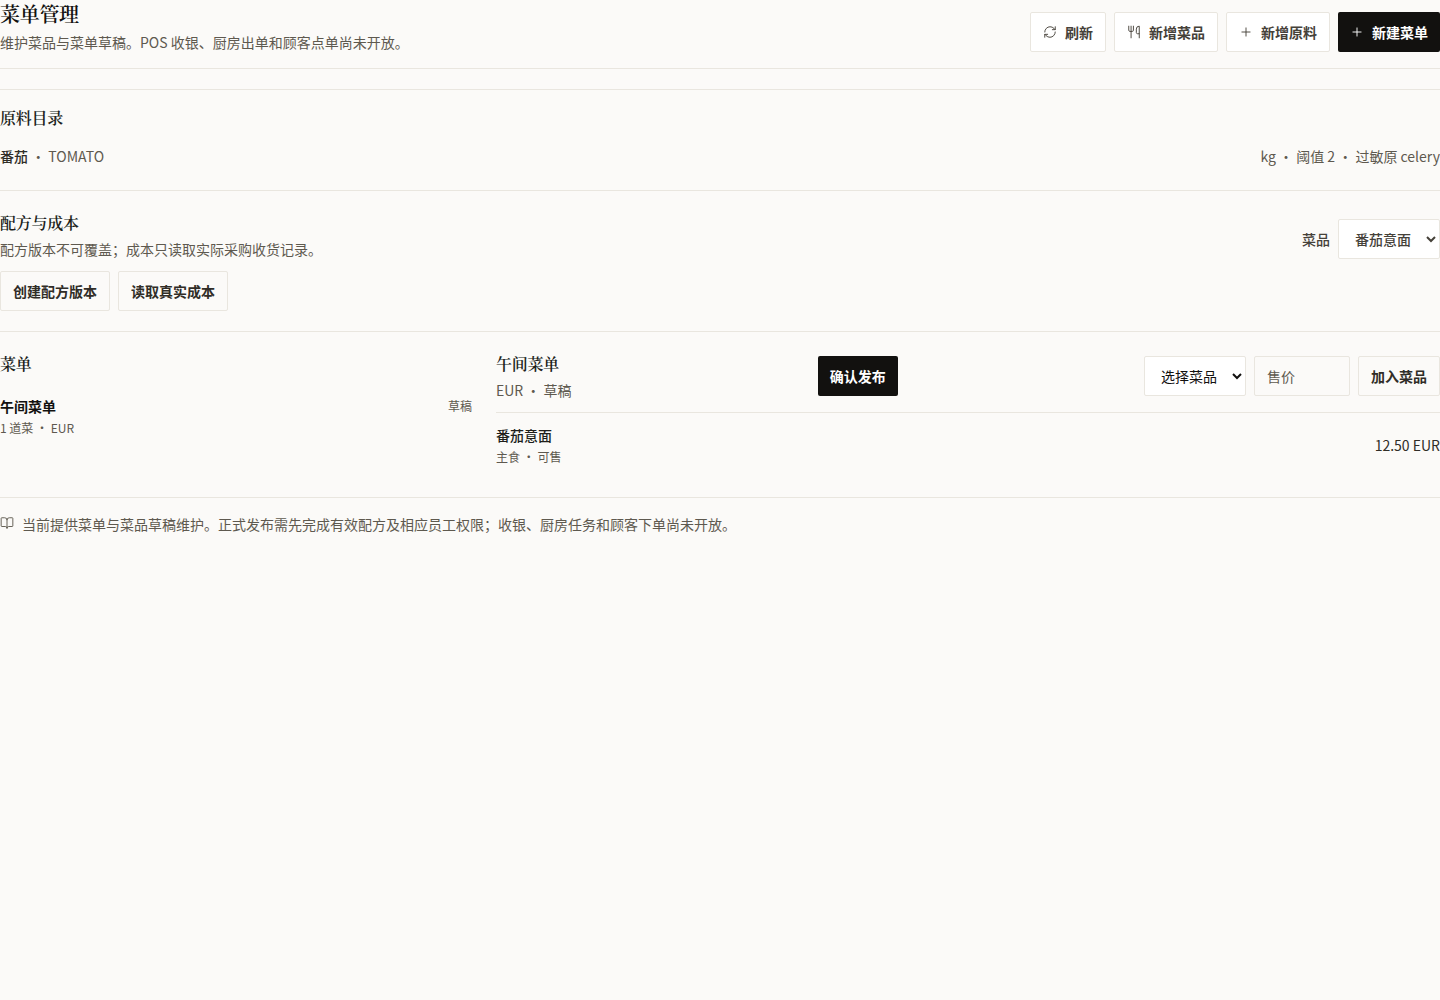 菜单管理
维护菜品与菜单草稿。POS 收银、厨房出单和顾客点单尚未开放。
刷新
新增菜品
新增原料
新建菜单
原料目录
番茄 · TOMATO
kg · 阈值 2 · 过敏原 celery
配方与成本
配方版本不可覆盖；成本只读取实际采购收货记录。
菜品
番茄意面
创建配方版本
读取真实成本
菜单
午间菜单
草稿
1 道菜 · EUR
午间菜单
EUR · 草稿
确认发布
选择菜品
售价
加入菜品
番茄意面
主食 · 可售
12.50 EUR
当前提供菜单与菜品草稿维护。正式发布需先完成有效配方及相应员工权限；收银、厨房任务和顾客下单尚未开放。